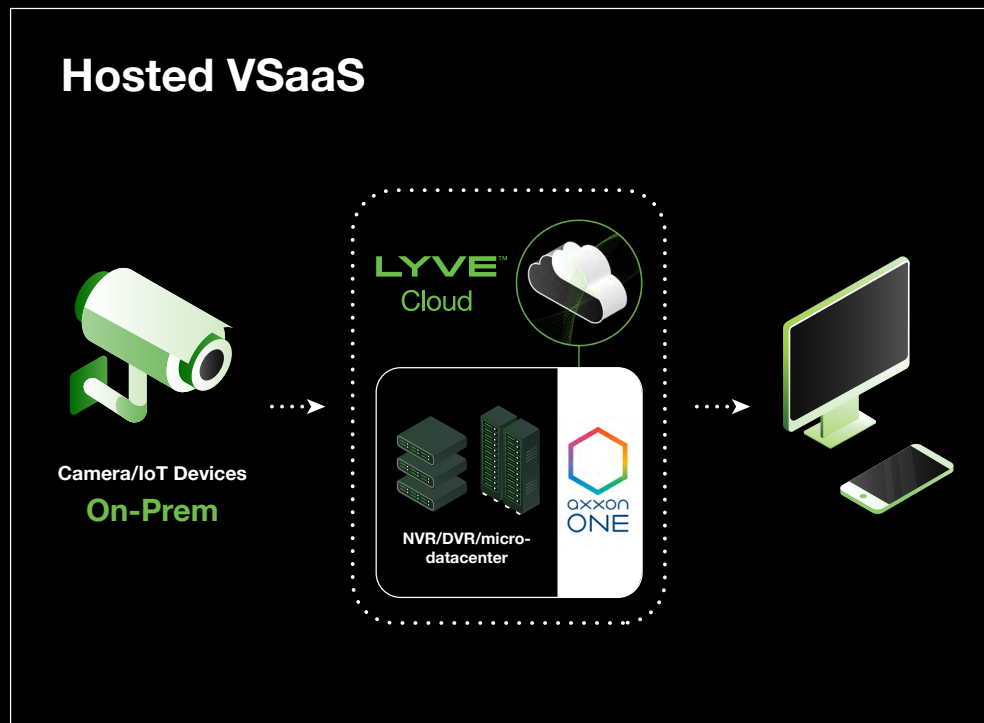 Hosted VSaaS
LYVE™
Cloud
Camera/IoT Devices
On-Prem
NVR/DVR/micro-
datacenter
axxon
ONE